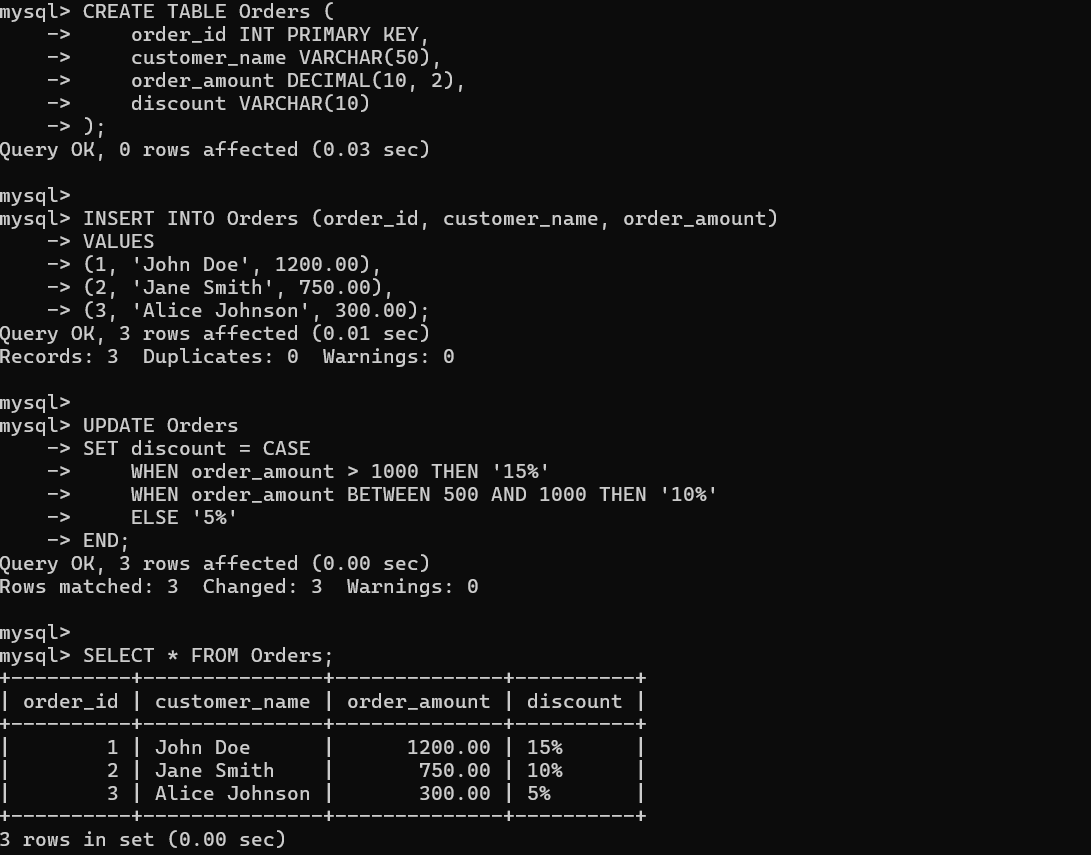 mysql> CREATE TABLE Orders (
    ->     order_id INT PRIMARY KEY,
    ->     customer_name VARCHAR(50),
    ->     order_amount DECIMAL(10, 2),
    ->     discount VARCHAR(10)
    -> );
Query OK, 0 rows affected (0.03 sec)

mysql>
mysql> INSERT INTO Orders (order_id, customer_name, order_amount)
    -> VALUES
    -> (1, 'John Doe', 1200.00),
    -> (2, 'Jane Smith', 750.00),
    -> (3, 'Alice Johnson', 300.00);
Query OK, 3 rows affected (0.01 sec)
Records: 3  Duplicates: 0  Warnings: 0

mysql>
mysql> UPDATE Orders
    -> SET discount = CASE
    ->     WHEN order_amount > 1000 THEN '15%'
    ->     WHEN order_amount BETWEEN 500 AND 1000 THEN '10%'
    ->     ELSE '5%'
    -> END;
Query OK, 3 rows affected (0.00 sec)
Rows matched: 3  Changed: 3  Warnings: 0

mysql>
mysql> SELECT * FROM Orders;
+----------+---------------+--------------+----------+
| order_id | customer_name | order_amount | discount |
+----------+---------------+--------------+----------+
|        1 | John Doe      |      1200.00 | 15%      |
|        2 | Jane Smith    |       750.00 | 10%      |
|        3 | Alice Johnson |       300.00 | 5%       |
+----------+---------------+--------------+----------+
3 rows in set (0.00 sec)